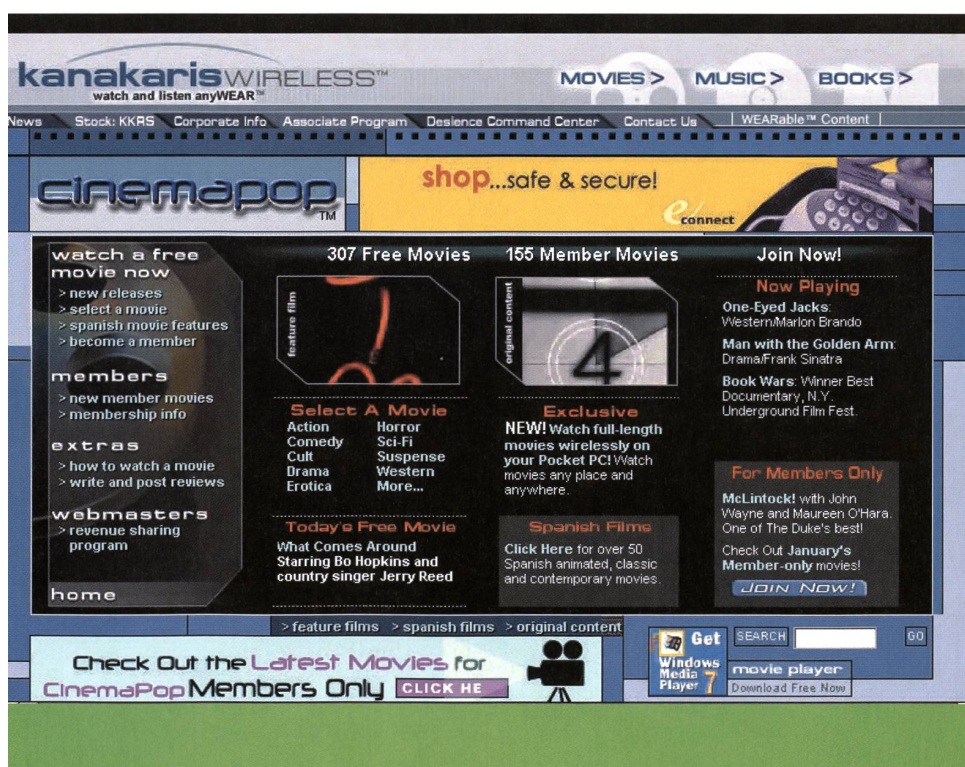 kanakarisWIRELESS™
watch and listen anyWEAR™
MOVIES>
MUSIC>
BOOKS>
News
Stock: KKRS
Corporate Info
Associate Program
Desience Command Center
Contact Us
WEARable™ Content
cinemapop
TM
shop...safe & secure!
e/connect
watch a free
movie now
> new releases
> select a movie
> spanish movie features
> become a member
members
> new member movies
> membership info
extras
> how to watch a movie
> write and post reviews
webmasters
> revenue sharing
program
home
307 Free Movies
feature film
Select A Movie
Action
Comedy
Cult
Drama
Erotica
Horror
Sci-Fi
Suspense
Western
More...
Today's Free Movie
What Comes Around
Starring Bo Hopkins and
country singer Jerry Reed
155 Member Movies
original content
4
Exclusive
NEW! Watch full-length
movies wirelessly on
your Pocket PC! Watch
movies any place and
anywhere.
Spanish Films
Click Here for over 50
Spanish animated, classic
and contemporary movies.
Join Now!
Now Playing
One-Eyed Jacks:
Western/Marlon Brando
Man with the Golden Arm:
Drama/Frank Sinatra
Book Wars: Winner Best
Documentary, N.Y.
Underground Film Fest.
For Members Only
McLintock! with John
Wayne and Maureen O'Hara.
One of The Duke's best!
Check Out January's
Member-only movies!
JOIN NOW!
> feature films > spanish films > original content
Check Out the Latest Movies for
CinemaPop Members Only CLICK HE
Get
Windows
Media
Player 7
SEARCH
GO
movie player
Download Free Now